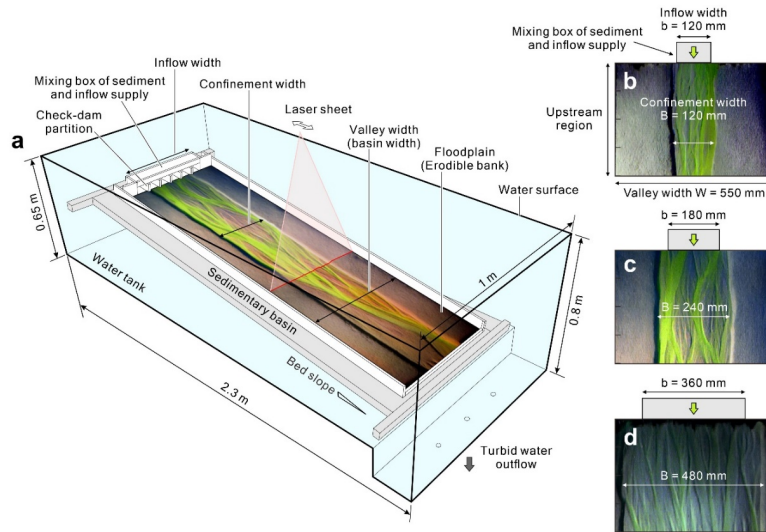 a
Inflow width
Mixing box of sediment
and inflow supply
Check-dam
partition
Confinement width
Laser sheet
Valley width
(basin width)
Floodplain
(Erodible bank)
Water surface
0.65 m
Water tank
Sedimentary basin
1 m
0.8 m
Bed slope
2.3 m
Turbid water
outflow
Inflow width
b = 120 mm
Mixing box of sediment
and inflow supply
b
Upstream
region
Confinement width
B = 120 mm
Valley width W = 550 mm
b = 180 mm
c
B = 240 mm
b = 360 mm
d
B = 480 mm